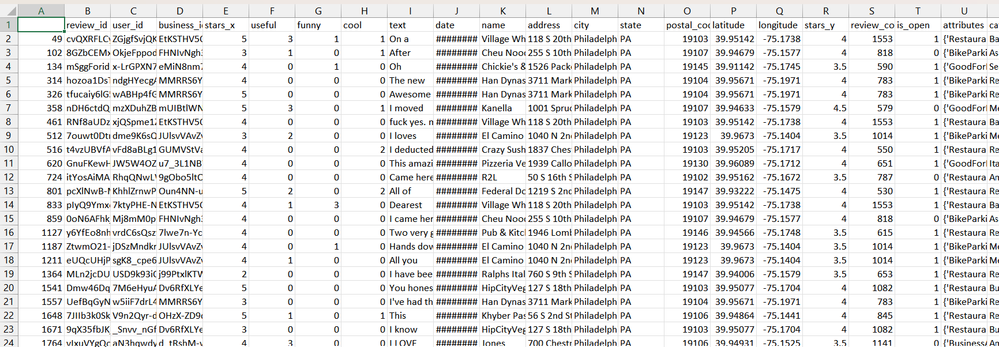 A B C D E F G H I J K L M N O P Q R S T U
1 review_id user_id business_i stars_x useful funny cool text date name address city state postal_co latitude longitude stars_y review_co is_open attributes ca
2 49 cvQXRFLC ZGjgfSvjQK EtKSTHV5 5 3 1 1 On a ######## Village Wh 118 S 20th Philadelph PA 19103 39.95142 -75.1738 4 1553 1 {'Restaura Ba
3 102 8GZbCEM OkjeFppod FHNIvNgh 3 1 0 1 After ######## Cheu Nood 255 S 10th Philadelph PA 19107 39.94679 -75.1577 4 818 0 {'BikeParki As
4 134 mSggForid x-LrGPXN7 eMiN8nm7 4 0 1 0 Oh ######## Chickie's & 1526 Pack Philadelph PA 19145 39.91142 -75.1745 3.5 590 1 {'GoodFor Se
5 314 hozoa1Ds ndgHYecg MMRRS6Y 4 0 0 0 The new ######## Han Dynas 3711 Mark Philadelph PA 19104 39.95671 -75.1971 4 783 1 {'BikeParki Re
6 326 tfucaiy6lG wABHp4f MMRRS6Y 5 0 0 0 Awesome ######## Han Dynas 3711 Mark Philadelph PA 19104 39.95671 -75.1971 4 783 1 {'BikeParki Re
7 358 nDH6ctdQ mzXDuhZB mUIBtlWN 5 3 0 1 I moved ######## Kanella 1001 Spruc Philadelph PA 19107 39.94633 -75.1579 4.5 579 0 {'GoodFor Me
8 461 RNf8aUDz xjQSpme1 EtKSTHV5 4 0 0 0 fuck yes. m ######## Village Wh 118 S 20th Philadelph PA 19103 39.95142 -75.1738 4 1553 1 {'Restaura Ba
9 512 7ouwt0Dt dme9K6sQ JUlsvVAvZ 3 2 0 0 I loves ######## El Camino 1040 N 2n Philadelph PA 19123 39.9673 -75.1404 3.5 1014 1 {'BikeParki Me
10 516 t4vzUBVfA vFd8aBLg1 GUMVStVa 4 0 0 2 I deducted ######## Crazy Sush 1837 Ches Philadelph PA 19103 39.95205 -75.1717 4 550 1 {'Restaura Re
11 620 GnuFKewH JW5W4OZ u7_3L1NB 4 0 0 0 This amazi ######## Pizzeria Ve 1939 Callo Philadelph PA 19130 39.96089 -75.1712 4 651 1 {'GoodFor Ita
12 724 itYosAiMA RhqQNwL 9gObo5ltC 4 0 0 0 Came here ######## R2L 50 S 16th S Philadelph PA 19102 39.95162 -75.1672 3.5 787 0 {'Restaura An
13 801 pcXlNwB- KhhlZrnwP Oun4NN-u 5 2 0 2 All of ######## Federal Do 1219 S 2nd Philadelph PA 19147 39.93222 -75.1475 4 530 1 {'Restaura Re
14 833 pIyQ9Ymx 7ktyPHE-N EtKSTHV5 4 1 3 0 Dearest ######## Village Wh 118 S 20th Philadelph PA 19103 39.95142 -75.1738 4 1553 1 {'Restaura Ba
15 859 0oN6AFhk Mj8mM0p FHNIvNgh 4 0 0 0 I came her ######## Cheu Nood 255 S 10th Philadelph PA 19107 39.94679 -75.1577 4 818 0 {'BikeParki As
16 1127 y6YfEo8nh vrdC6sQsz 7lwe7n-Yc 4 0 0 0 Two very g ######## Pub & Kitc 1946 Lomb Philadelph PA 19146 39.94566 -75.1748 3.5 615 1 {'Restaura Re
17 1187 ZtwmO21- jDSzMndkr JUlsvVAvZ 4 0 1 0 Hands dow ######## El Camino 1040 N 2n Philadelph PA 19123 39.9673 -75.1404 3.5 1014 1 {'BikeParki Me
18 1211 eUQcUHjP sgK8_cpe6 JUlsvVAvZ 4 1 0 0 All you ######## El Camino 1040 N 2n Philadelph PA 19123 39.9673 -75.1404 3.5 1014 1 {'BikeParki Me
19 1364 MLn2jcDU USD9k93i j99PtxlKTW 2 0 0 0 I have bee ######## Ralphs Ital 760 S 9th S Philadelph PA 19147 39.94006 -75.1579 3.5 653 1 {'Restaura Re
20 1541 Dmw46Dq 7M6eHyuA Dv6RfXLYe 5 0 0 0 You hones ######## HipCityVeg 127 S 18th Philadelph PA 19103 39.95077 -75.1704 4 1082 1 {'Restaura Bu
21 1557 UefBqGyN w5iiF7drL4 MMRRS6Y 3 0 0 0 I've had th ######## Han Dynas 3711 Mark Philadelph PA 19104 39.95671 -75.1971 4 783 1 {'BikeParki Re
22 1648 7JIIb3k0Sk V9n2Qyr-d OHzX-ZD9 5 1 0 1 This ######## Khyber Pas 56 S 2nd St Philadelph PA 19106 39.94864 -75.1441 4 845 1 {'Restaura Re
23 1671 9qX35fbJK _Snvv_nGf Dv6RfXLYe 3 0 0 0 I know ######## HipCityVeg 127 S 18th Philadelph PA 19103 39.95077 -75.1704 4 1082 1 {'Restaura Bu
24 1764 vIxuVYgQc aN3hqwdy d_tRshM- 4 3 0 0 I LOVE ######## Jones 700 Chestn Philadelph PA 19106 39.94931 -75.1525 3.5 1141 0 {'Business An